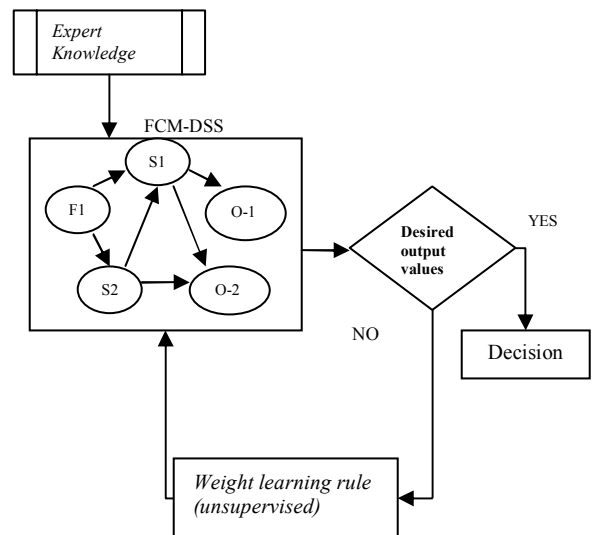 Expert
Knowledge
FCM-DSS
S1
F1
O-1
S2
O-2
Desired
output
values
YES
NO
Decision
Weight learning rule
(unsupervised)